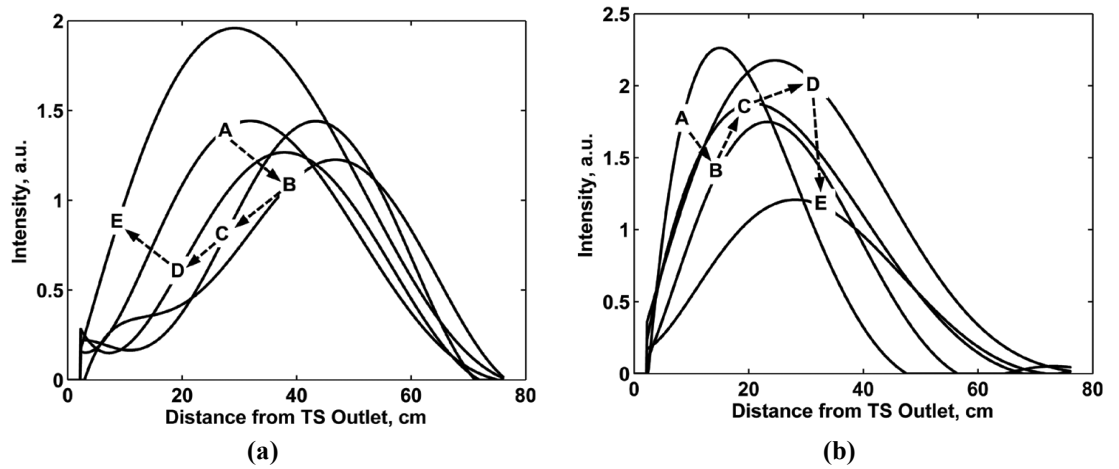 2
1.5
1
0.5
0
Intensity, a.u.
A
B
C
D
E
0 20 40 60 80
Distance from TS Outlet, cm
(a)
2.5
2
1.5
1
0.5
0
Intensity, a.u.
A
B
C
D
E
0 20 40 60 80
Distance from TS Outlet, cm
(b)